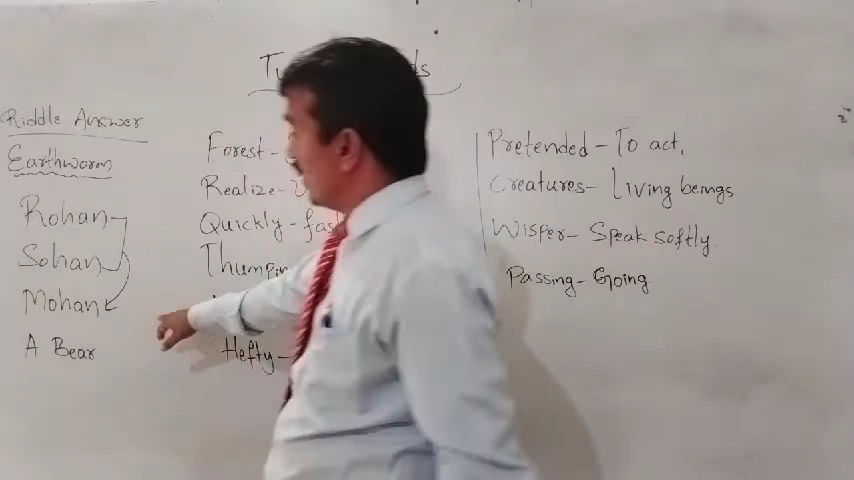 Riddle Answer
Earthworm
Rohan
Sohan
Mohan
A Bear
Forest -
Realize -
Quickly - fas
Thumpin
Hefty -
Pretended - To act,
Creatures - Living beings
Wisper - Speak softly.
Passing - Going